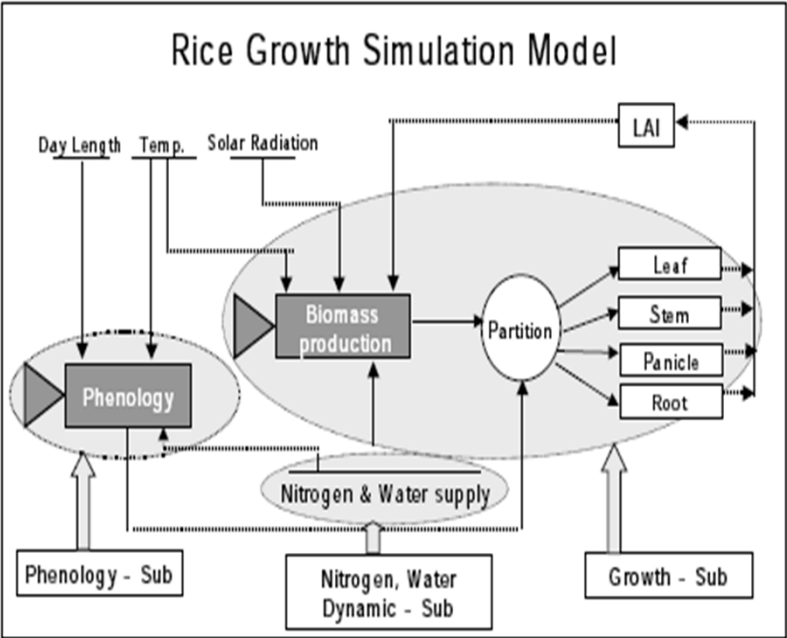 Rice Growth Simulation Model
LAI
Day Length
Temp.
Solar Radiation
Leaf
Biomass
production
Stem
Partition
Panicle
Phenology
Root
Nitrogen & Water supply
Phenology - Sub
Nitrogen, Water
Dynamic - Sub
Growth - Sub